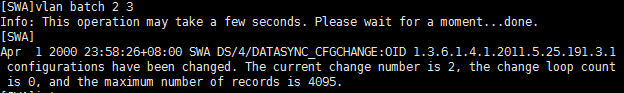 [SWA]vlan batch 2 3
Info: This operation may take a few seconds. Please wait for a moment...done.
[SWA]
Apr  1 2000 23:58:26+08:00 SWA DS/4/DATASYNC_CFGCHANGE:OID 1.3.6.1.4.1.2011.5.25.191.3.1
 configurations have been changed. The current change number is 2, the change loop count
 is 0, and the maximum number of records is 4095.